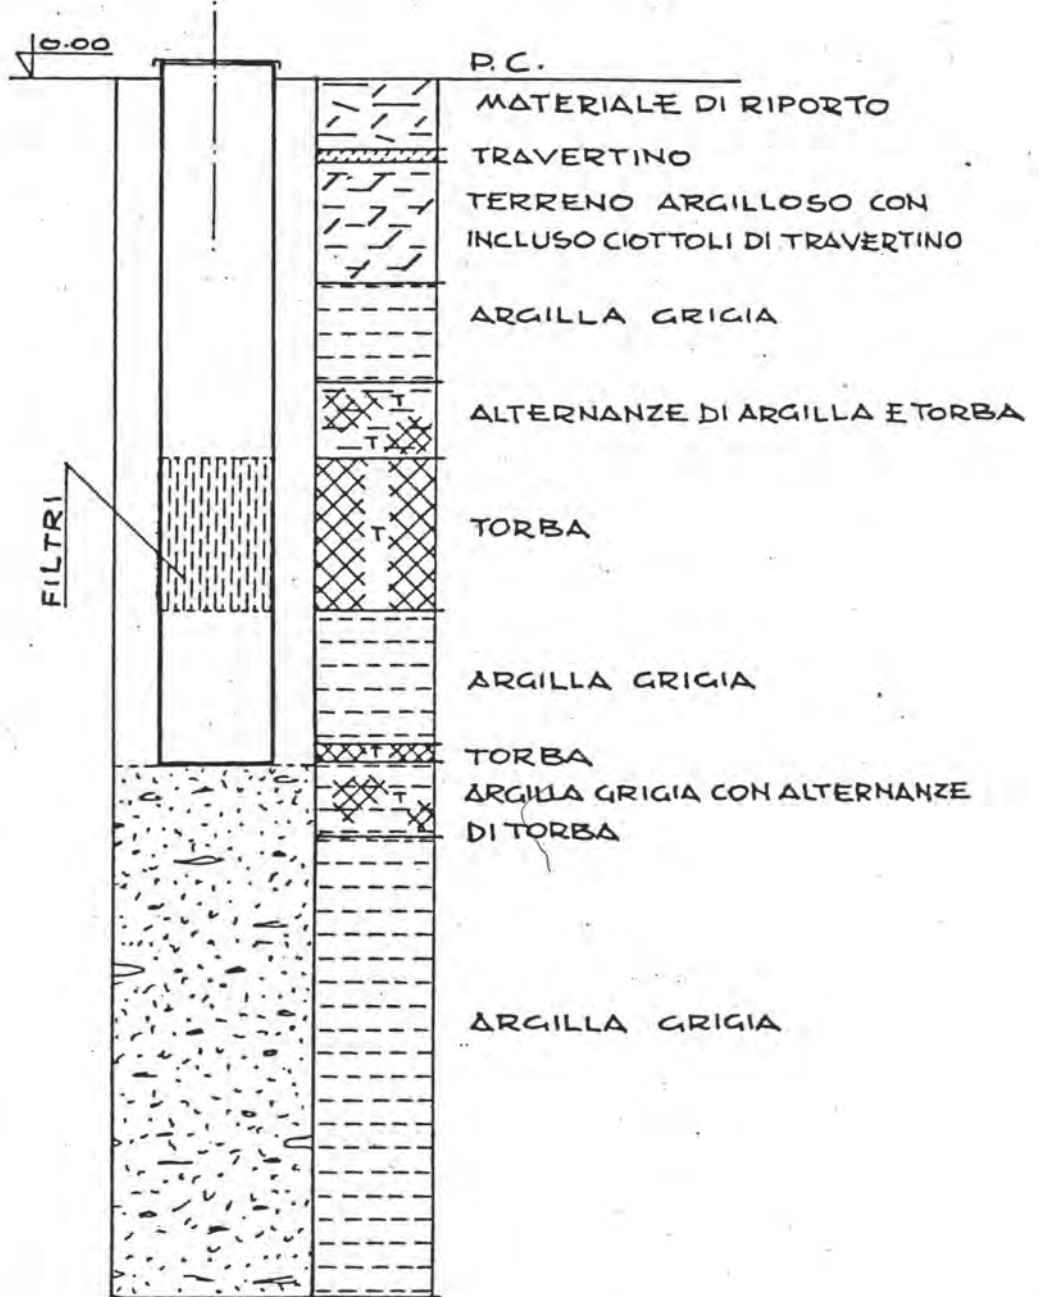 0.00
P.C.
MATERIALE DI RIPORTO
TRAVERTINO
TERRENO ARGILLOSO CON
INCLUSO CIOTTOLI DI TRAVERTINO
ARGILLA GRIGIA
ALTERNANZE DI ARGILLA E TORBA
T
T
FILTRI
TORBA
T
ARGILLA GRIGIA
T
TORBA
ARGILLA GRIGIA CON ALTERNANZE
DI TORBA
T
ARGILLA GRIGIA